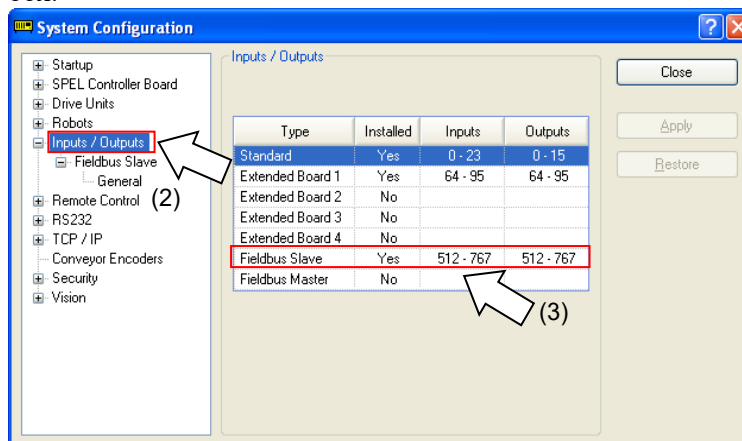 System Configuration
Startup
SPEL Controller Board
Drive Units
Robots
Inputs / Outputs
Fieldbus Slave
General
Remote Control
RS232
TCP / IP
Conveyor Encoders
Security
Vision
(2)
Inputs / Outputs
Type Installed Inputs Outputs
Standard Yes 0 - 23 0 - 15
Extended Board 1 Yes 64 - 95 64 - 95
Extended Board 2 No
Extended Board 3 No
Extended Board 4 No
Fieldbus Slave Yes 512 - 767 512 - 767
Fieldbus Master No
(3)
Close
Apply
Restore